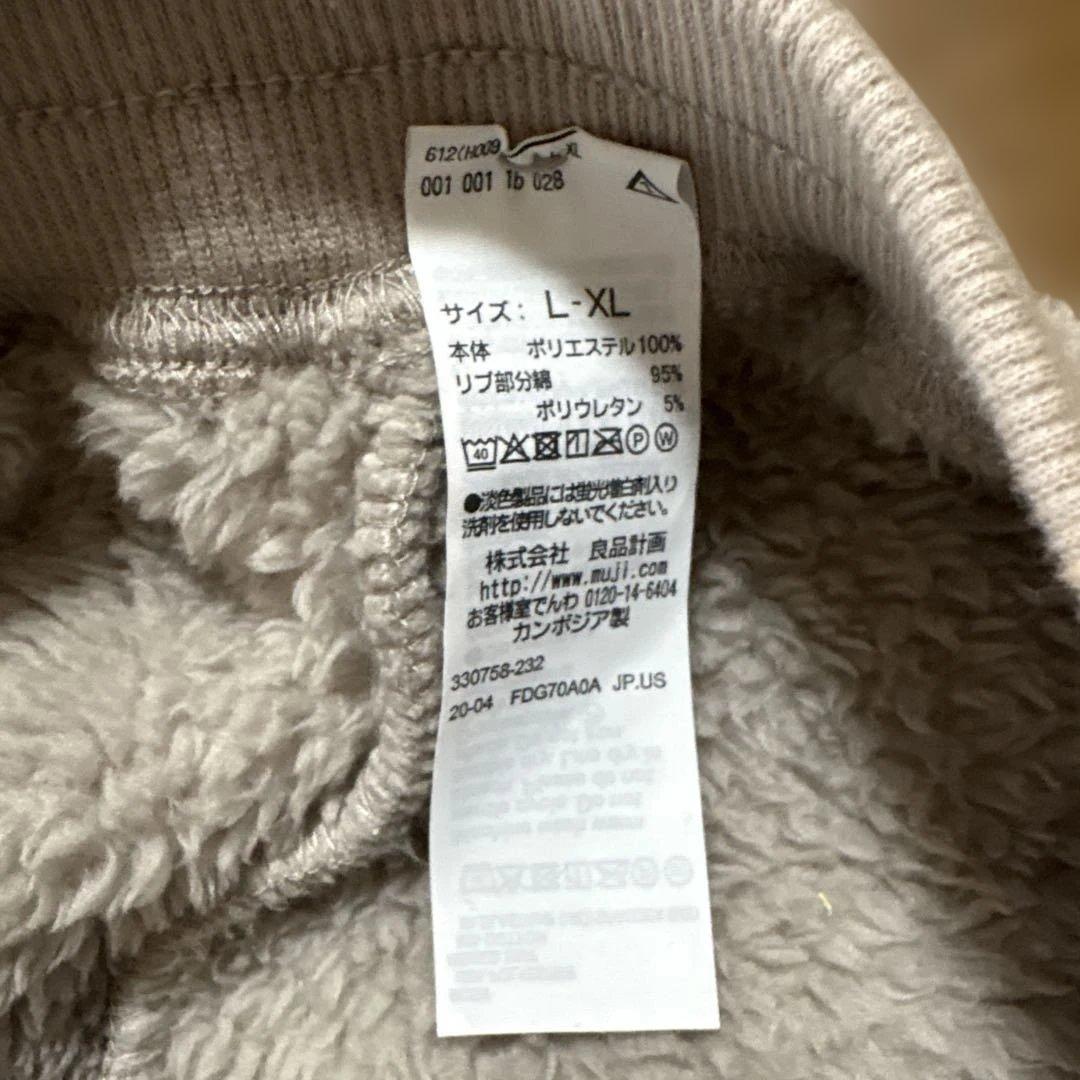 612(H009 XL
001 001 16 028
サイズ: L-XL
本体 ポリエステル100%
リブ部分綿 95%
ポリウレタン 5%
40 P W
●淡色製品には蛍光増白剤入り
洗剤を使用しないでください。
株式会社 良品計画
http://www.muji.com
お客様室でんわ 0120-14-6404
カンボジア製
330758-232
20-04 FDG70A0A JP.US